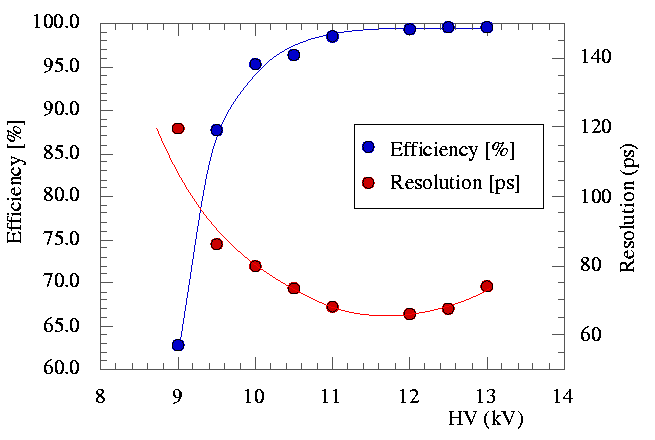 100.0
95.0
90.0
85.0
80.0
75.0
70.0
65.0
60.0
Efficiency [%]
Efficiency [%]
Resolution [ps]
140
120
100
80
60
Resolution (ps)
8 9 10 11 12 13 14
HV (kV)